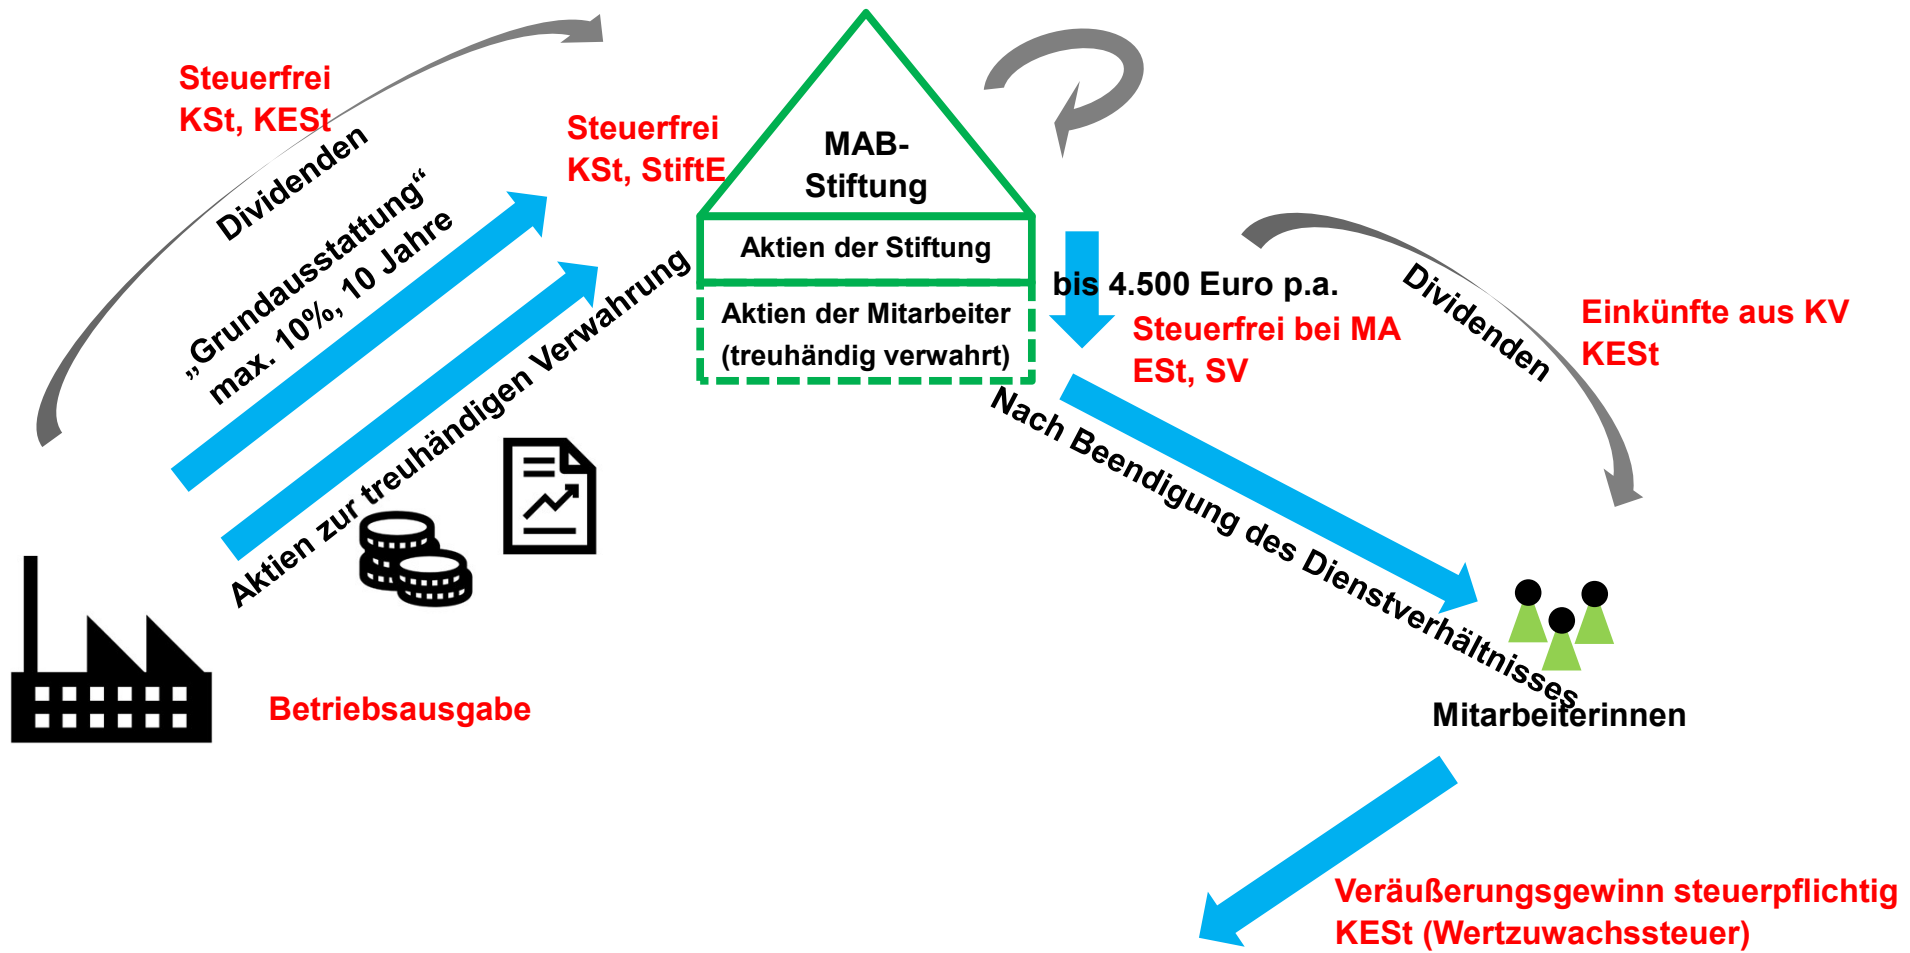 Steuerfrei
KSt, KESt
Dividenden
„Grundausstattung“
max. 10%, 10 Jahre
Aktien zur treuhändigen Verwahrung
Steuerfrei
KSt, StiftE
MAB-
Stiftung
Aktien der Stiftung
Aktien der Mitarbeiter
(treuhändig verwahrt)
bis 4.500 Euro p.a.
Steuerfrei bei MA
ESt, SV
Dividenden
Einkünfte aus KV
KESt
Nach Beendigung des Dienstverhältnisses
Betriebsausgabe
Mitarbeiterinnen
Veräußerungsgewinn steuerpflichtig
KESt (Wertzuwachssteuer)